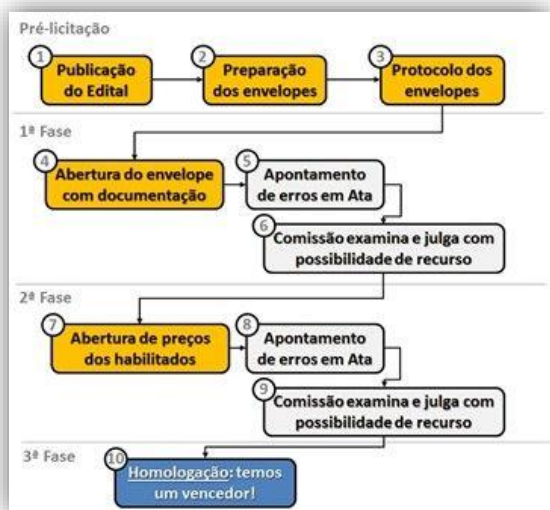 Pré-licitação
1
Publicação
do Edital
2
Preparação
dos envelopes
3
Protocolo dos
envelopes
1ª Fase
4
Abertura do envelope
com documentação
5
Apontamento
de erros em Ata
6
Comissão examina e julga com
possibilidade de recurso
2ª Fase
7
Abertura de preços
dos habilitados
8
Apontamento
de erros em Ata
9
Comissão examina e julga com
possibilidade de recurso
3ª Fase
10
Homologação: temos
um vencedor!